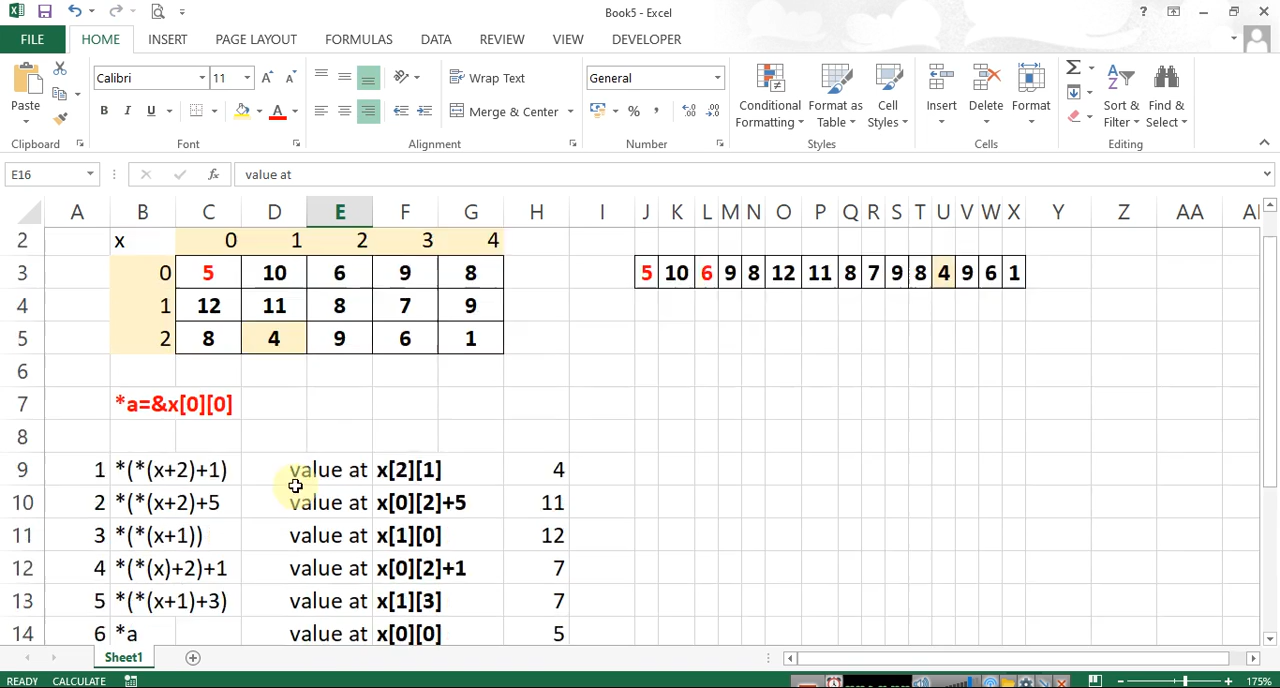 Book5 - Excel
FILE HOME INSERT PAGE LAYOUT FORMULAS DATA REVIEW VIEW DEVELOPER
Paste Calibri 11 Wrap Text General Conditional Formatting Format as Table Cell Styles Insert Delete Format Sort & Filter Find & Select
B I U Merge & Center
Clipboard Font Alignment Number Styles Cells Editing
E16 fx value at
A B C D E F G H I J K L M N O P Q R S T U V W X Y Z AA
2 x 0 1 2 3 4
3 0 5 10 6 9 8 5 10 6 9 8 12 11 8 7 9 8 4 9 6 1
4 1 12 11 8 7 9
5 2 8 4 9 6 1
6
7 *a=&x[0][0]
8
9 1 *(*(x+2)+1) value at x[2][1] 4
10 2 *(*(x+2)+5 value at x[0][2]+5 11
11 3 *(*(x+1)) value at x[1][0] 12
12 4 *(*(x)+2)+1 value at x[0][2]+1 7
13 5 *(*(x+1)+3) value at x[1][3] 7
14 6 *a value at x[0][0] 5
Sheet1
READY CALCULATE 175%